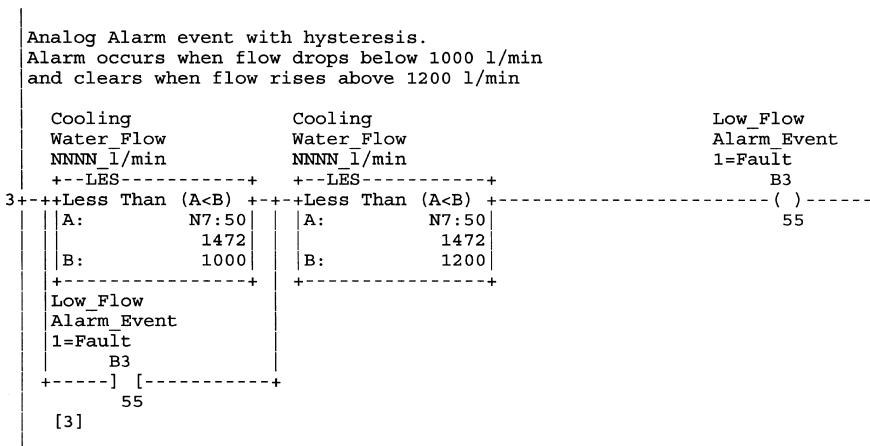 Analog Alarm event with hysteresis.
Alarm occurs when flow drops below 1000 l/min
and clears when flow rises above 1200 l/min
Cooling Cooling Low_Flow
Water_Flow Water_Flow Alarm_Event
NNNN_l/min NNNN_l/min 1=Fault
+--LES-----------+ +--LES-----------+ B3
3+-++Less Than (A<B) +-+-+Less Than (A<B) +------------------------( )------
|A: N7:50| |A: N7:50| 55
1472| 1472|
|B: 1000| |B: 1200|
+----------------+ +----------------+
Low_Flow
Alarm_Event
1=Fault
B3
+-----] [-----------+
55
[3]